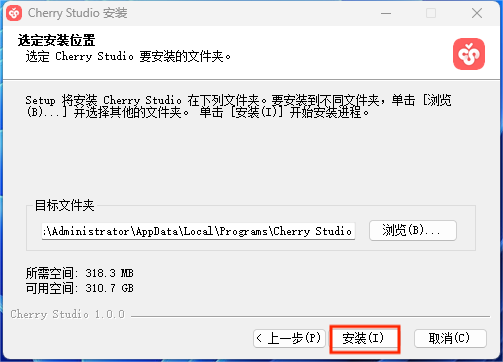 Cherry Studio 安装
选定安装位置
选定 Cherry Studio 要安装的文件夹。
Setup 将安装 Cherry Studio 在下列文件夹。要安装到不同文件夹，单击 [浏览
(B)...] 并选择其他的文件夹。 单击 [安装(I)] 开始安装进程。
目标文件夹
:\Administrator\AppData\Local\Programs\Cherry Studio
浏览(B)...
所需空间: 318.3 MB
可用空间: 310.7 GB
Cherry Studio 1.0.0
< 上一步(P)
安装(I)
取消(C)